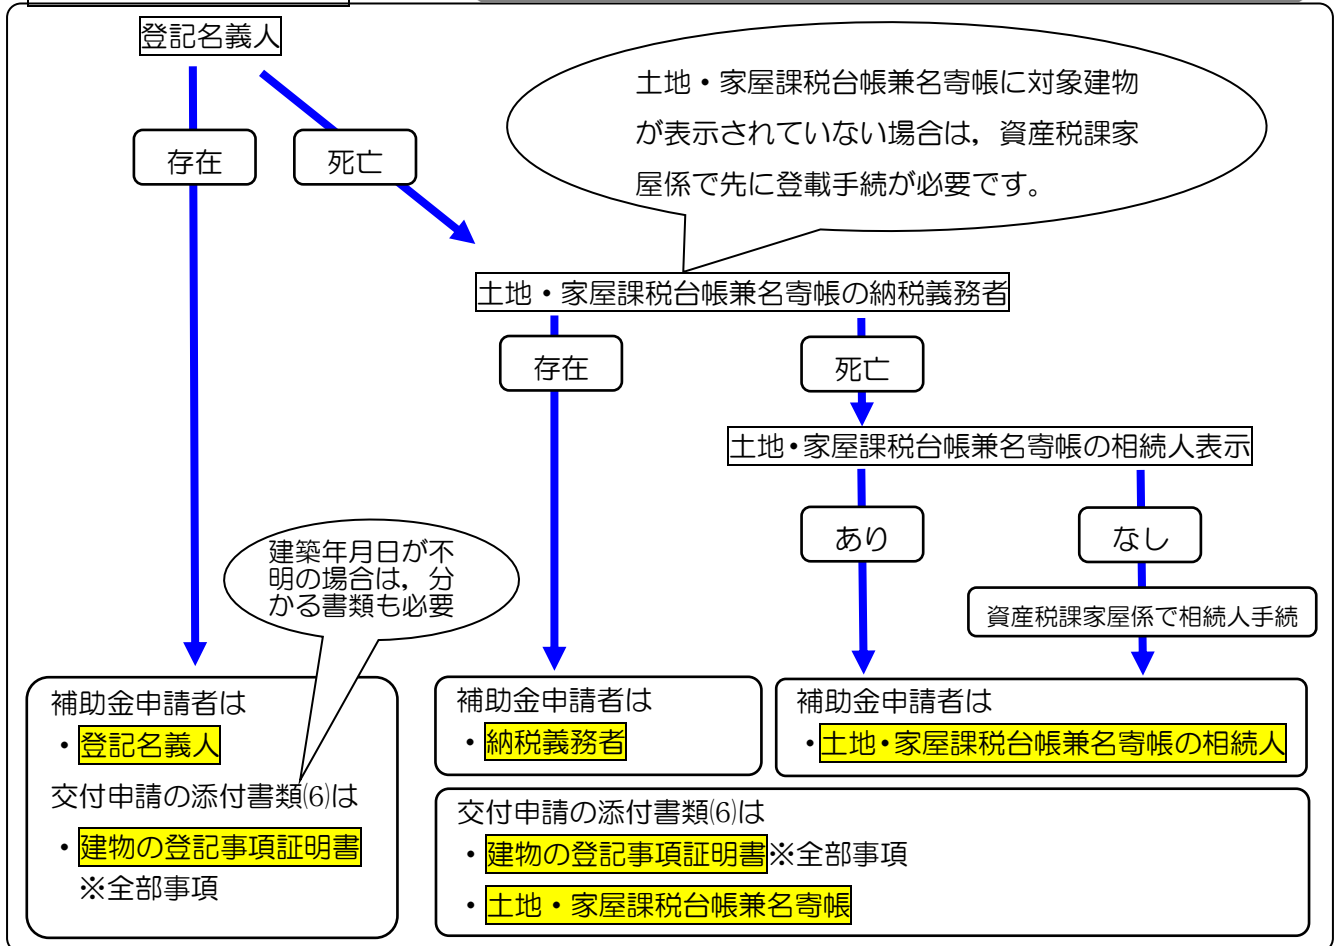 登記名義人
土地・家屋課税台帳兼名寄帳に対象建物
が表示されていない場合は，資産税課家
屋係で先に登載手続が必要です。
存在
死亡
土地・家屋課税台帳兼名寄帳の納税義務者
存在
死亡
土地・家屋課税台帳兼名寄帳の相続人表示
あり
なし
建築年月日が不
明の場合は，分
かる書類も必要
資産税課家屋係で相続人手続
補助金申請者は
・登記名義人
交付申請の添付書類⑹は
・建物の登記事項証明書
※全部事項
補助金申請者は
・納税義務者
補助金申請者は
・土地・家屋課税台帳兼名寄帳の相続人
交付申請の添付書類⑹は
・建物の登記事項証明書※全部事項
・土地・家屋課税台帳兼名寄帳